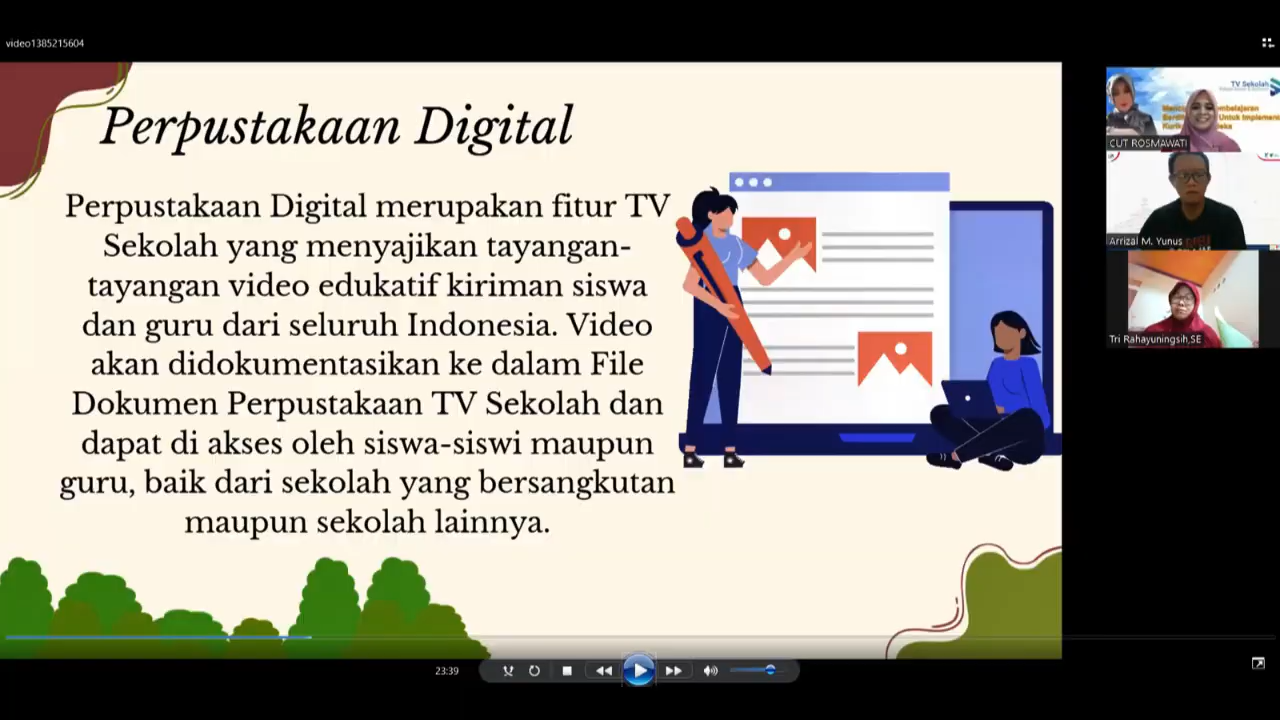 video1385215604
Perpustakaan Digital
Perpustakaan Digital merupakan fitur TV
Sekolah yang menyajikan tayangan-
tayangan video edukatif kiriman siswa
dan guru dari seluruh Indonesia. Video
akan didokumentasikan ke dalam File
Dokumen Perpustakaan TV Sekolah dan
dapat di akses oleh siswa-siswi maupun
guru, baik dari sekolah yang bersangkutan
maupun sekolah lainnya.
TV Sekolah
CUT ROSMAWATI
Arrizal M. Yunus
Tri Rahayuningsih,SE
23:39